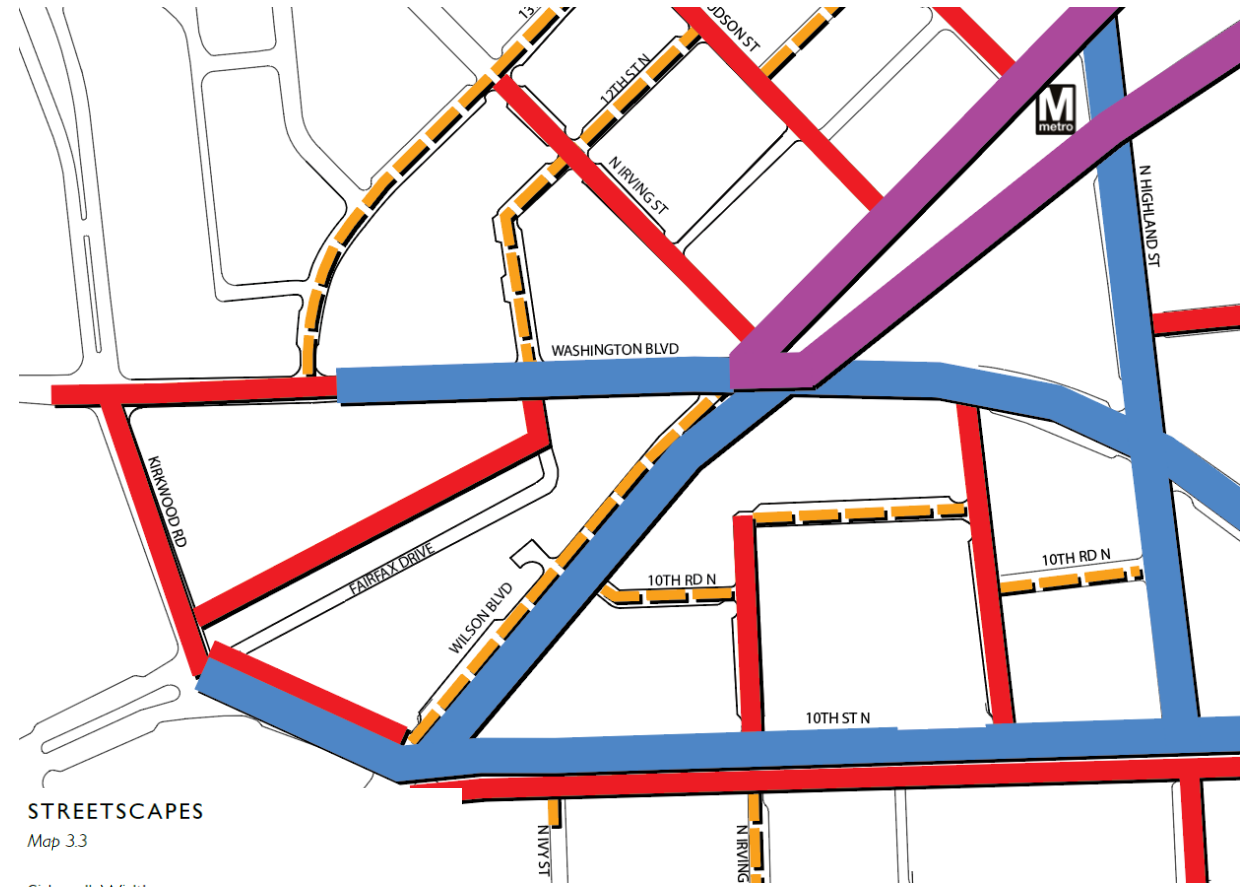 12TH ST N
M
metro
N IRVING ST
N HIGHLAND ST
WASHINGTON BLVD
KIRKWOOD RD
FAIRFAX DRIVE
WILSON BLVD
10TH RD N
10TH RD N
10TH ST N
STREETSCAPES
Map 3.3
N IVY ST
N IRVING